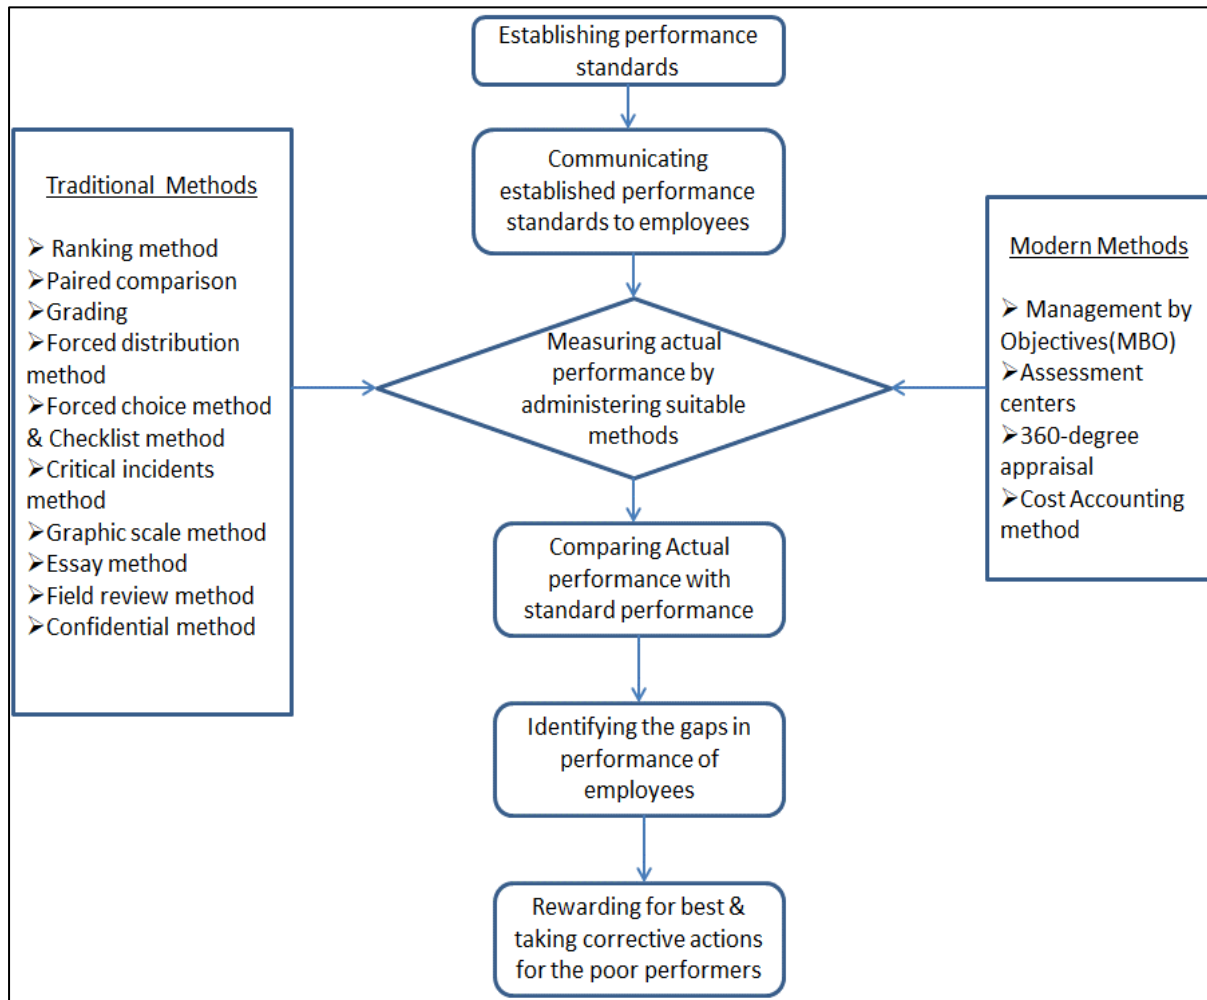 Establishing performance
standards
Communicating
established performance
standards to employees
Traditional Methods
➤ Ranking method
➤Paired comparison
➤Grading
➤Forced distribution
method
➤Forced choice method
& Checklist method
➤Critical incidents
method
➤Graphic scale method
➤Essay method
➤Field review method
➤Confidential method
Measuring actual
performance by
administering suitable
methods
Modern Methods
➤ Management by
Objectives(MBO)
➤Assessment
centers
➤360-degree
appraisal
➤Cost Accounting
method
Comparing Actual
performance with
standard performance
Identifying the gaps in
performance of
employees
Rewarding for best &
taking corrective actions
for the poor performers